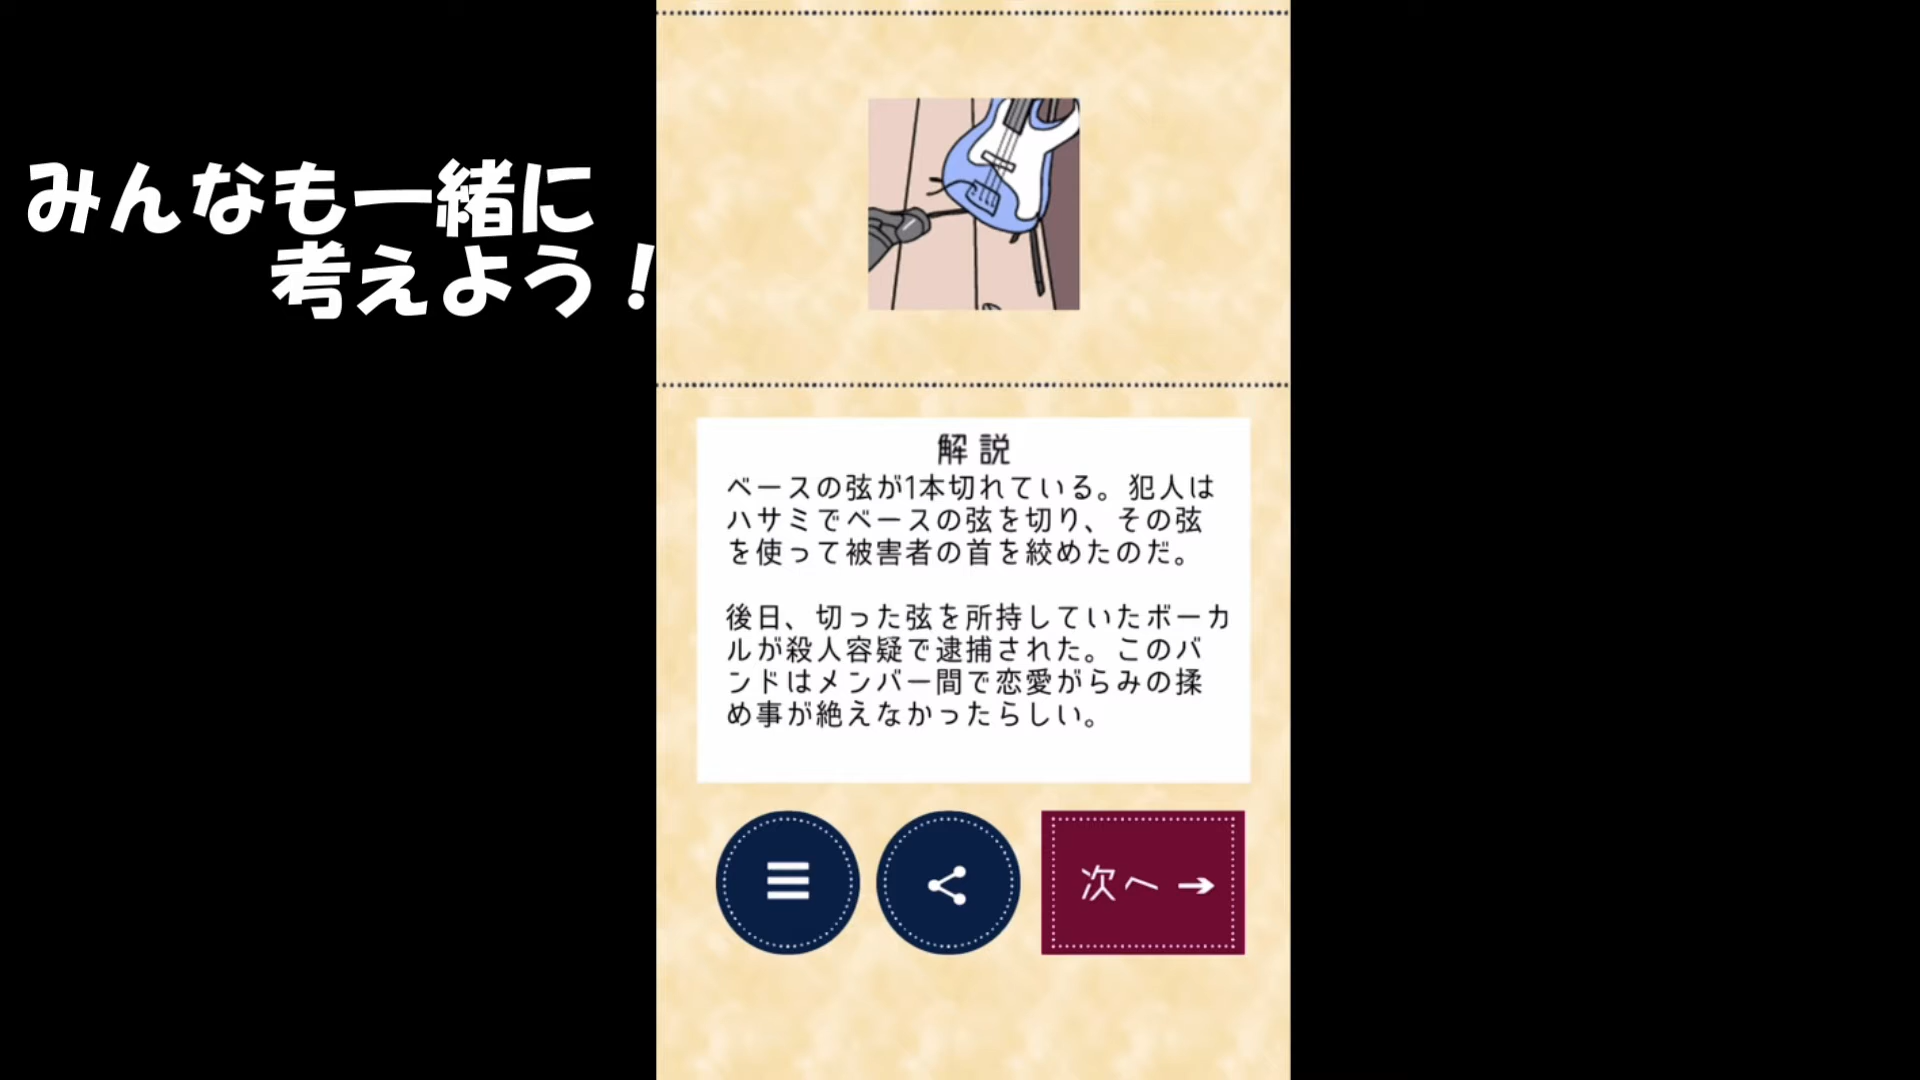 みんなも一緒に
考えよう！
解説
ベースの弦が1本切れている。犯人は
ハサミでベースの弦を切り、その弦
を使って被害者の首を絞めたのだ。
後日、切った弦を所持していたボーカ
ルが殺人容疑で逮捕された。このバ
ンドはメンバー間で恋愛がらみの揉
め事が絶えなかったらしい。
次へ →